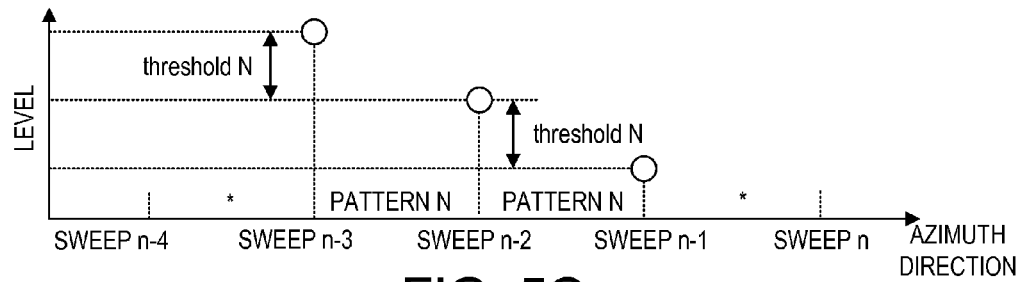 LEVEL
threshold N
threshold N
* PATTERN N PATTERN N *
SWEEP n-4 SWEEP n-3 SWEEP n-2 SWEEP n-1 SWEEP n
AZIMUTH
DIRECTION